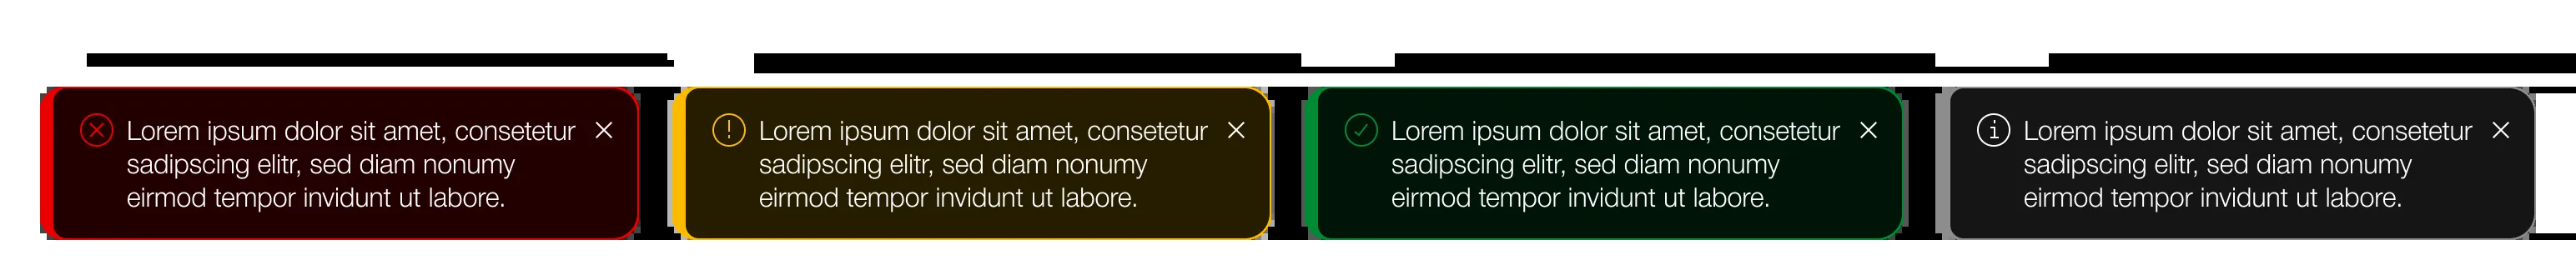 Lorem ipsum dolor sit amet, consetetur
sadipscing elitr, sed diam nonumy
eirmod tempor invidunt ut labore.
Lorem ipsum dolor sit amet, consetetur
sadipscing elitr, sed diam nonumy
eirmod tempor invidunt ut labore.
Lorem ipsum dolor sit amet, consetetur
sadipscing elitr, sed diam nonumy
eirmod tempor invidunt ut labore.
Lorem ipsum dolor sit amet, consetetur
sadipscing elitr, sed diam nonumy
eirmod tempor invidunt ut labore.